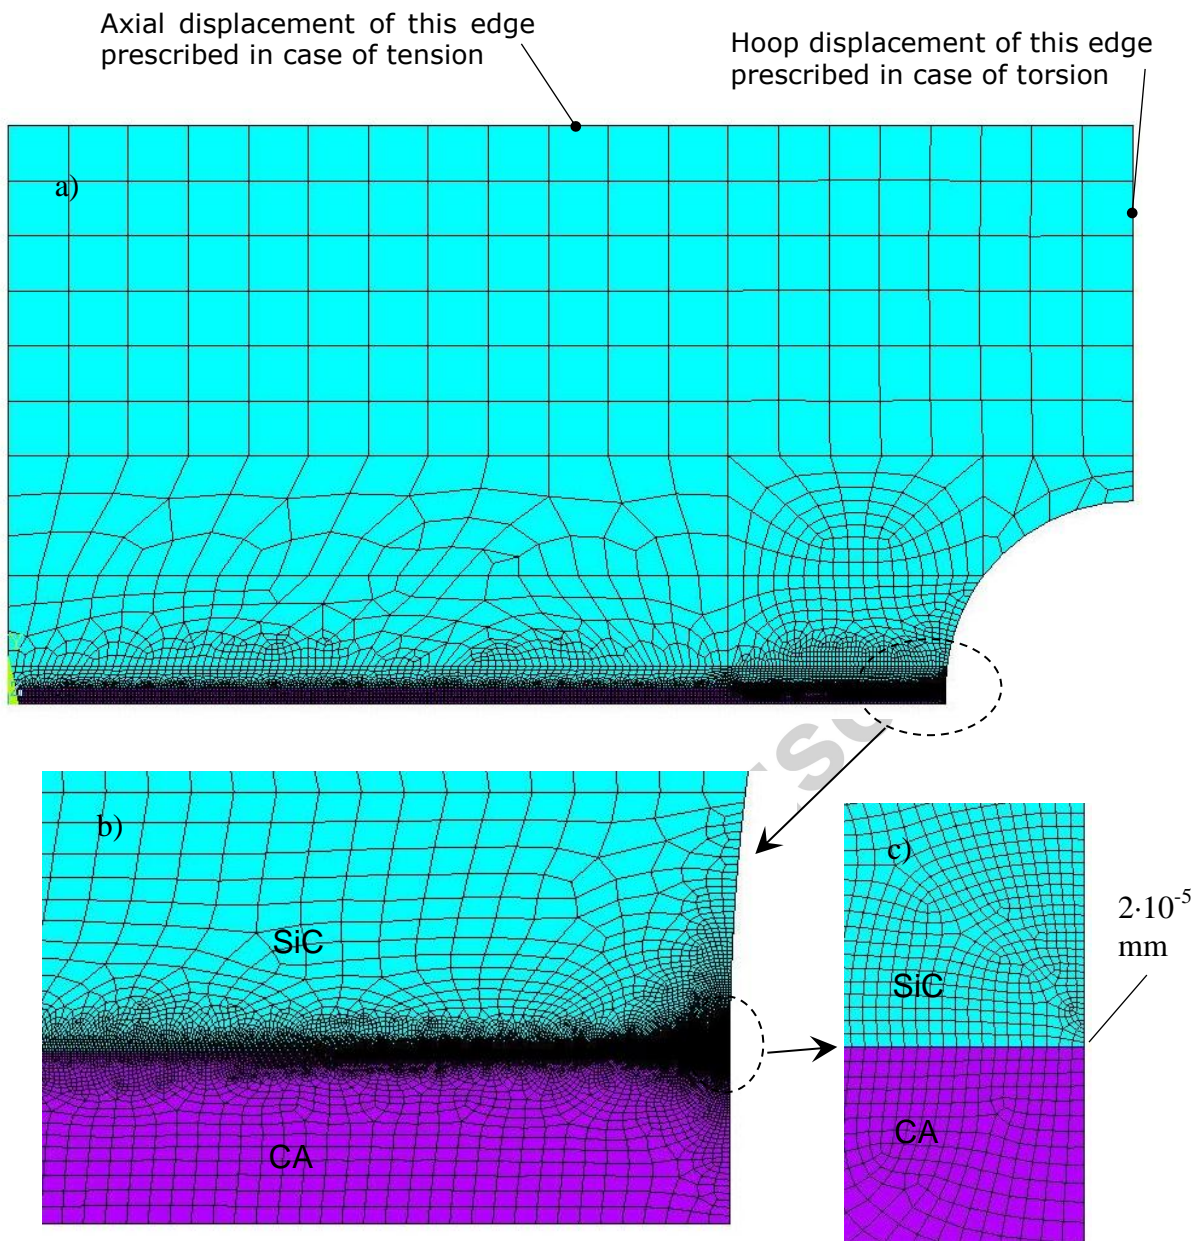 Axial displacement of this edge
prescribed in case of tension
Hoop displacement of this edge
prescribed in case of torsion
a)
b)
SiC
CA
c)
SiC
CA
2·10⁻⁵
mm